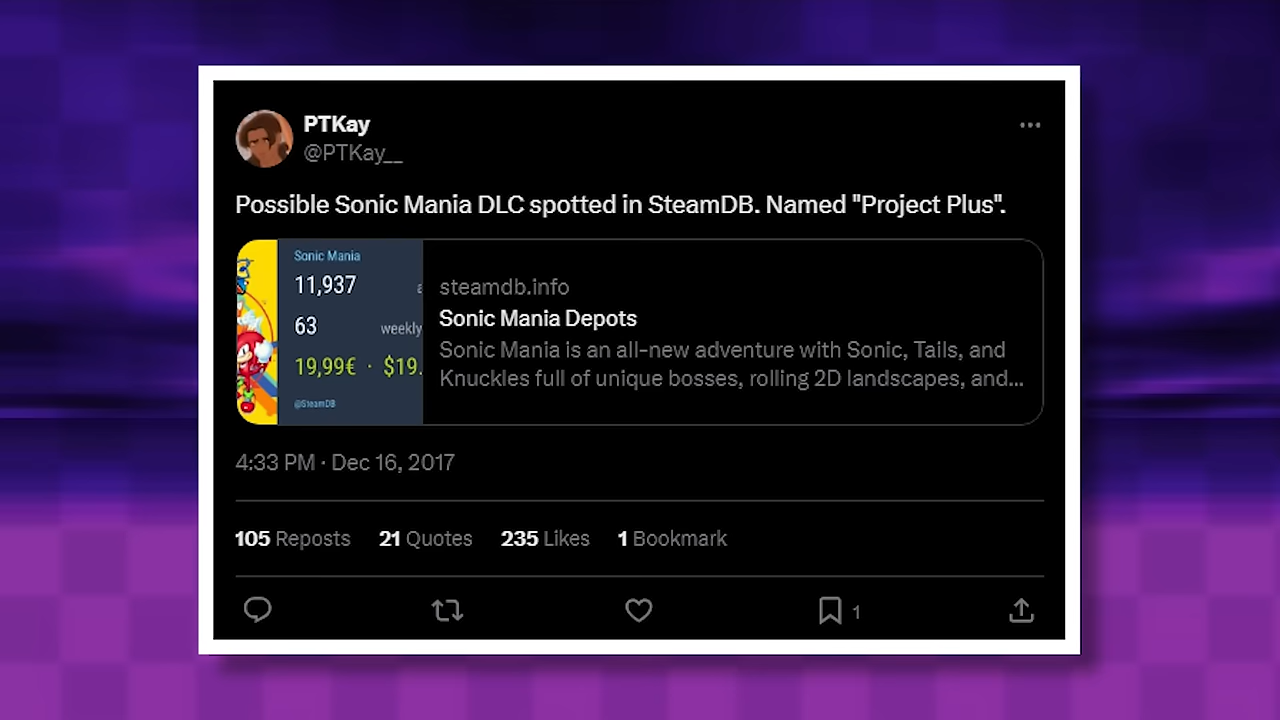 PTKay
@PTKay__
Possible Sonic Mania DLC spotted in SteamDB. Named "Project Plus".
Sonic Mania
11,937
63 weekly
19,99€ · $19.
@SteamDB
steamdb.info
Sonic Mania Depots
Sonic Mania is an all-new adventure with Sonic, Tails, and
Knuckles full of unique bosses, rolling 2D landscapes, and...
4:33 PM · Dec 16, 2017
105 Reposts 21 Quotes 235 Likes 1 Bookmark
1